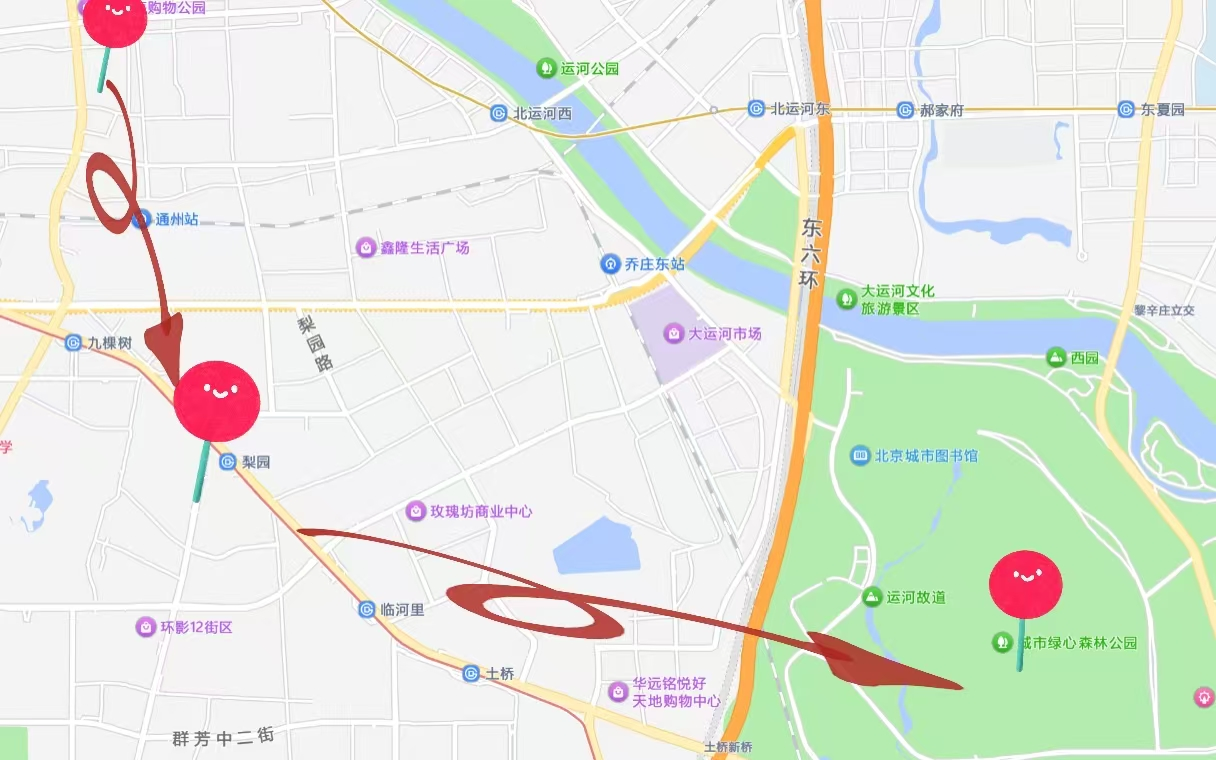 购物公园
运河公园
北运河西
北运河东
郝家府
东夏园
通州站
鑫隆生活广场
乔庄东站
东六环
大运河文化
旅游景区
黎辛庄立交
九棵树
梨园路
大运河市场
西园
学
梨园
北京城市图书馆
玫瑰坊商业中心
临河里
运河故道
环影12街区
城市绿心森林公园
土桥
华远铭悦好
天地购物中心
群芳中二街
土桥新桥